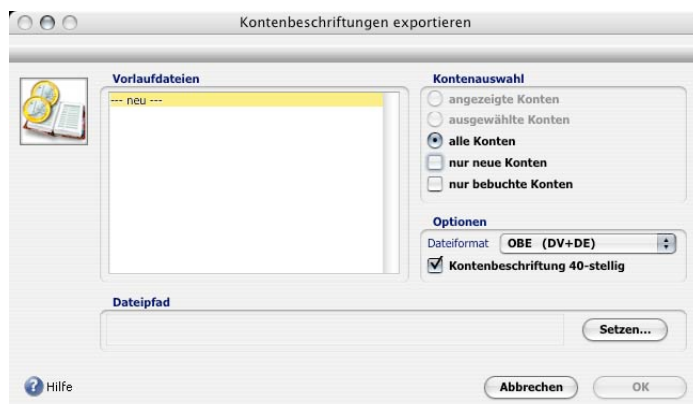 Kontenbeschriftungen exportieren
Vorlaufdateien
--- neu ---
Kontenauswahl
angezeigte Konten
ausgewählte Konten
alle Konten
nur neue Konten
nur bebuchte Konten
Optionen
Dateiformat OBE (DV+DE)
Kontenbeschriftung 40-stellig
Dateipfad
Setzen...
Hilfe
Abbrechen
OK